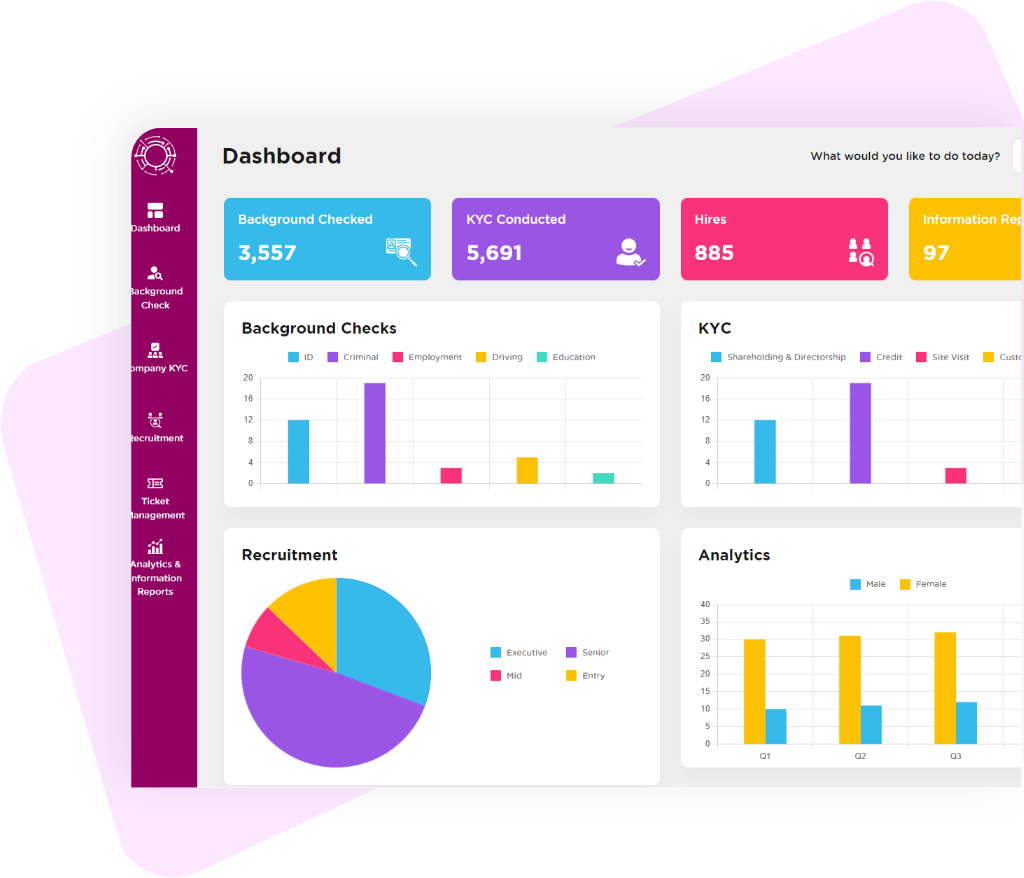 Dashboard
What would you like to do today?
Dashboard
Background
Check
ompany KYC
Recruitment
Ticket
Management
Analytics &
Information
Reports
Background Checked
3,557
KYC Conducted
5,691
Hires
885
Information Rep
97
Background Checks
ID Criminal Employment Driving Education
20
16
12
8
4
0
KYC
Shareholding & Directorship Credit Site Visit Custo
20
16
12
8
4
0
Recruitment
Executive Senior
Mid Entry
Analytics
Male Female
40
35
30
25
20
15
10
5
0
Q1 Q2 Q3